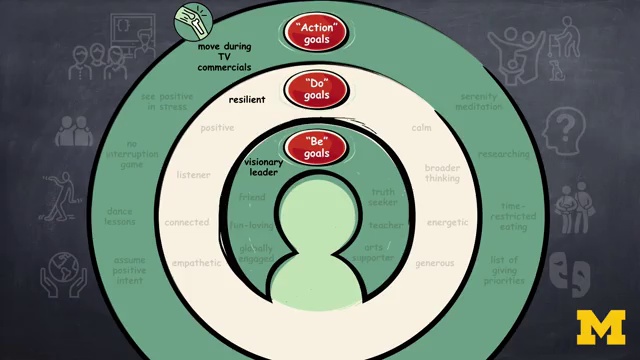 "Action"
goals
move during
TV
commercials
"Do"
goals
resilient
see positive
in stress
serenity
meditation
positive
calm
"Be"
goals
no
interruption
game
visionary
leader
researching
listener
broader
thinking
friend
truth
seeker
dance
lessons
connected
fun-loving
teacher
energetic
time-
restricted
eating
globally
engaged
arts
supporter
assume
positive
intent
empathetic
generous
list of
giving
priorities
M